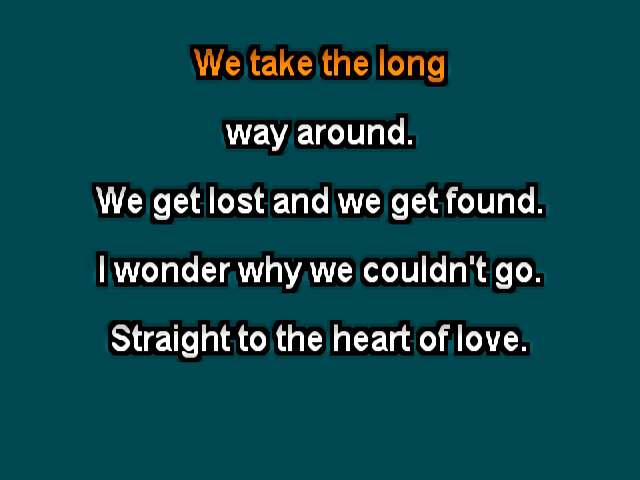 We take the long
way around.
We get lost and we get found.
I wonder why we couldn't go.
Straight to the heart of love.